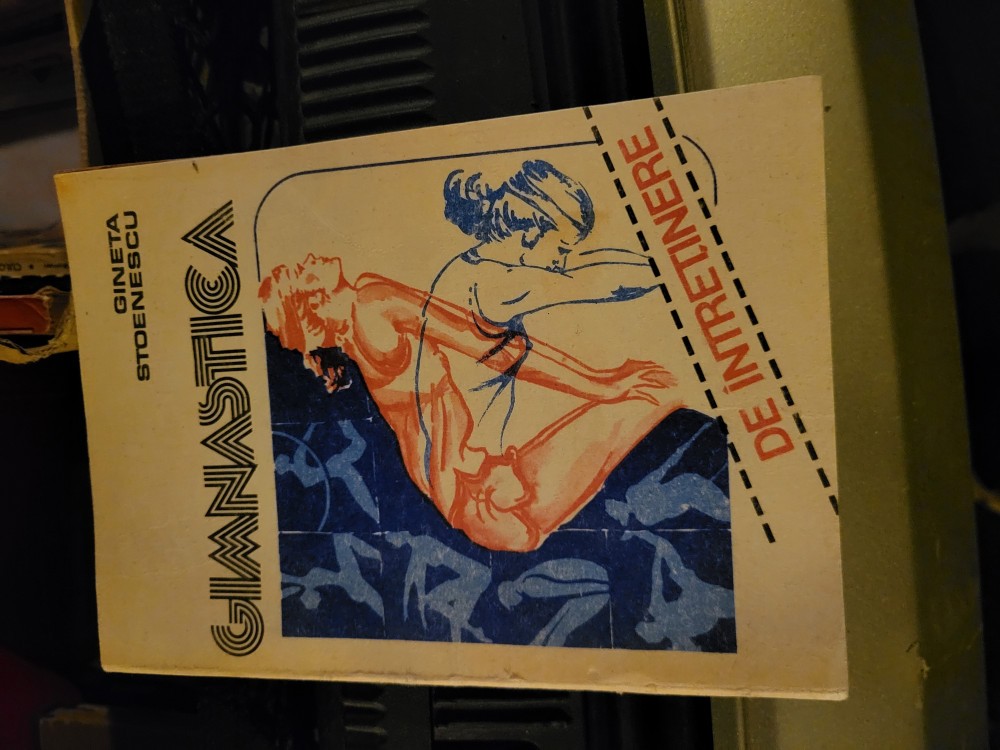 GINETA
STOENESCU
GIMNASTICA
DE ÎNTREȚINERE